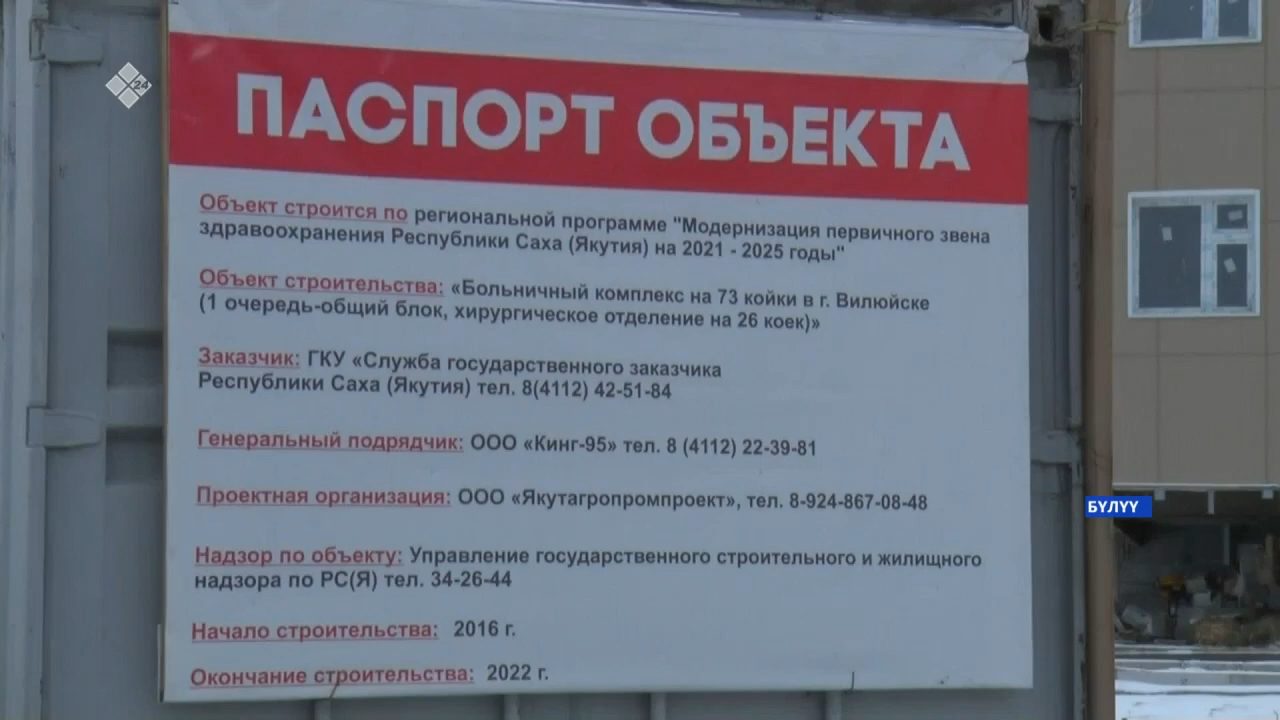 24
ПАСПОРТ ОБЪЕКТА
Объект строится по региональной программе "Модернизация первичного звена
здравоохранения Республики Саха (Якутия) на 2021 - 2025 годы"
Объект строительства: «Больничный комплекс на 73 койки в г. Вилюйске
(1 очередь-общий блок, хирургическое отделение на 26 коек)»
Заказчик: ГКУ «Служба государственного заказчика
Республики Саха (Якутия) тел. 8(4112) 42-51-84
Генеральный подрядчик: ООО «Кинг-95» тел. 8 (4112) 22-39-81
Проектная организация: ООО «Якутагропромпроект», тел. 8-924-867-08-48
БҮЛҮҮ
Надзор по объекту: Управление государственного строительного и жилищного
надзора по РС(Я) тел. 34-26-44
Начало строительства: 2016 г.
Окончание строительства: 2022 г.